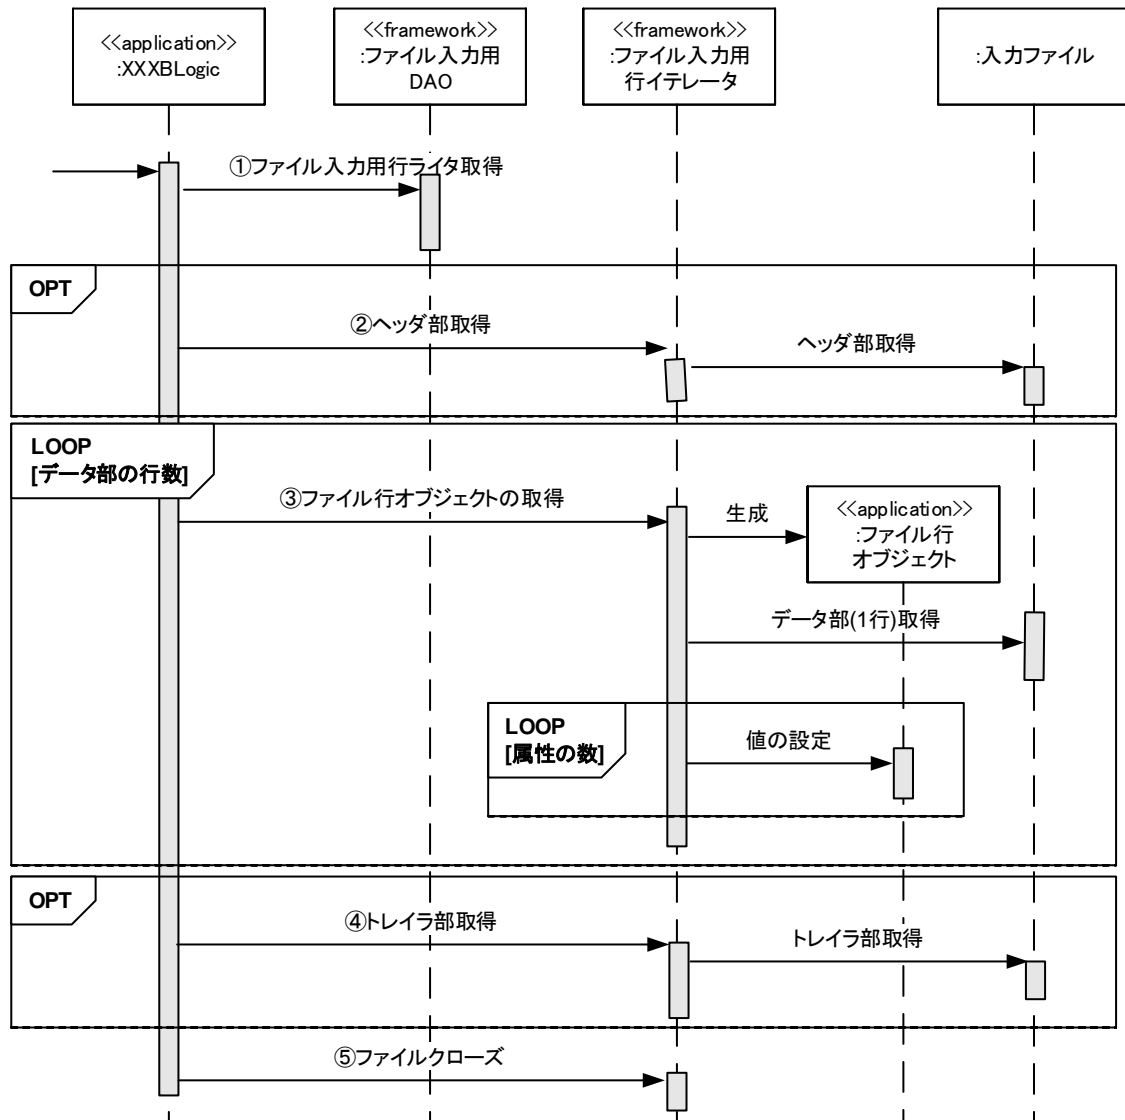 <<application>>
:XXXBLogic
<<framework>>
:ファイル入力用
DAO
<<framework>>
:ファイル入力用
行イテレータ
:入力ファイル
①ファイル入力用行ライタ取得
OPT
②ヘッダ部取得
ヘッダ部取得
LOOP
[データ部の行数]
③ファイル行オブジェクトの取得
生成
<<application>>
:ファイル行
オブジェクト
データ部(1行)取得
LOOP
[属性の数]
値の設定
OPT
④トレイラ部取得
トレイラ部取得
⑤ファイルクローズ